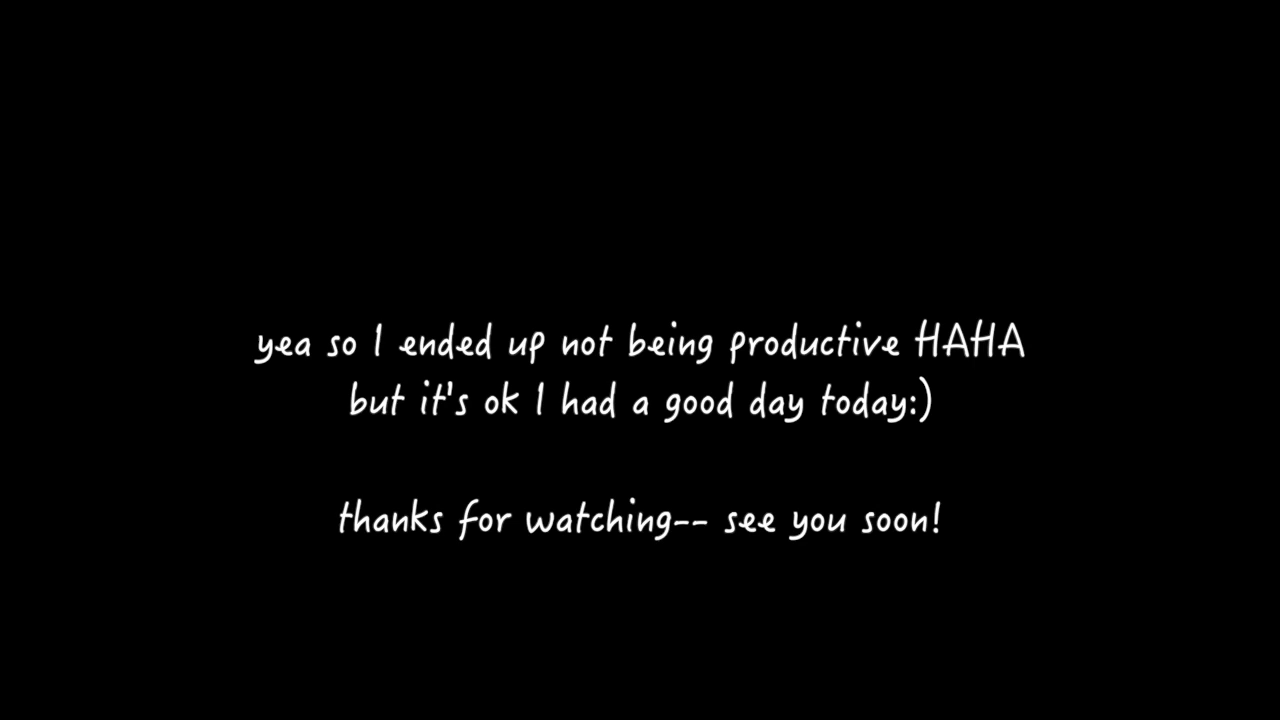 yea so I ended up not being productive HAHA
but it's ok I had a good day today:)
thanks for watching-- see you soon!